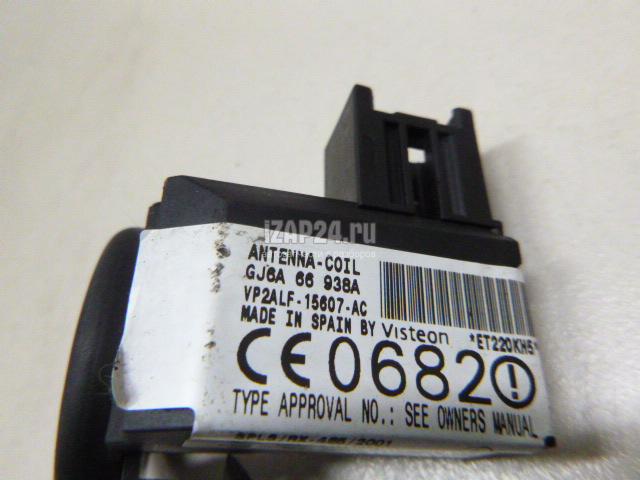 iZAP24.ru
ANTENNA-COIL
GJ6A 66 938A
VP2ALF-15607-AC
MADE IN SPAIN BY Visteon
*ET220KH5*
CE 0682
TYPE APPROVAL NO.: SEE OWNERS MANUAL